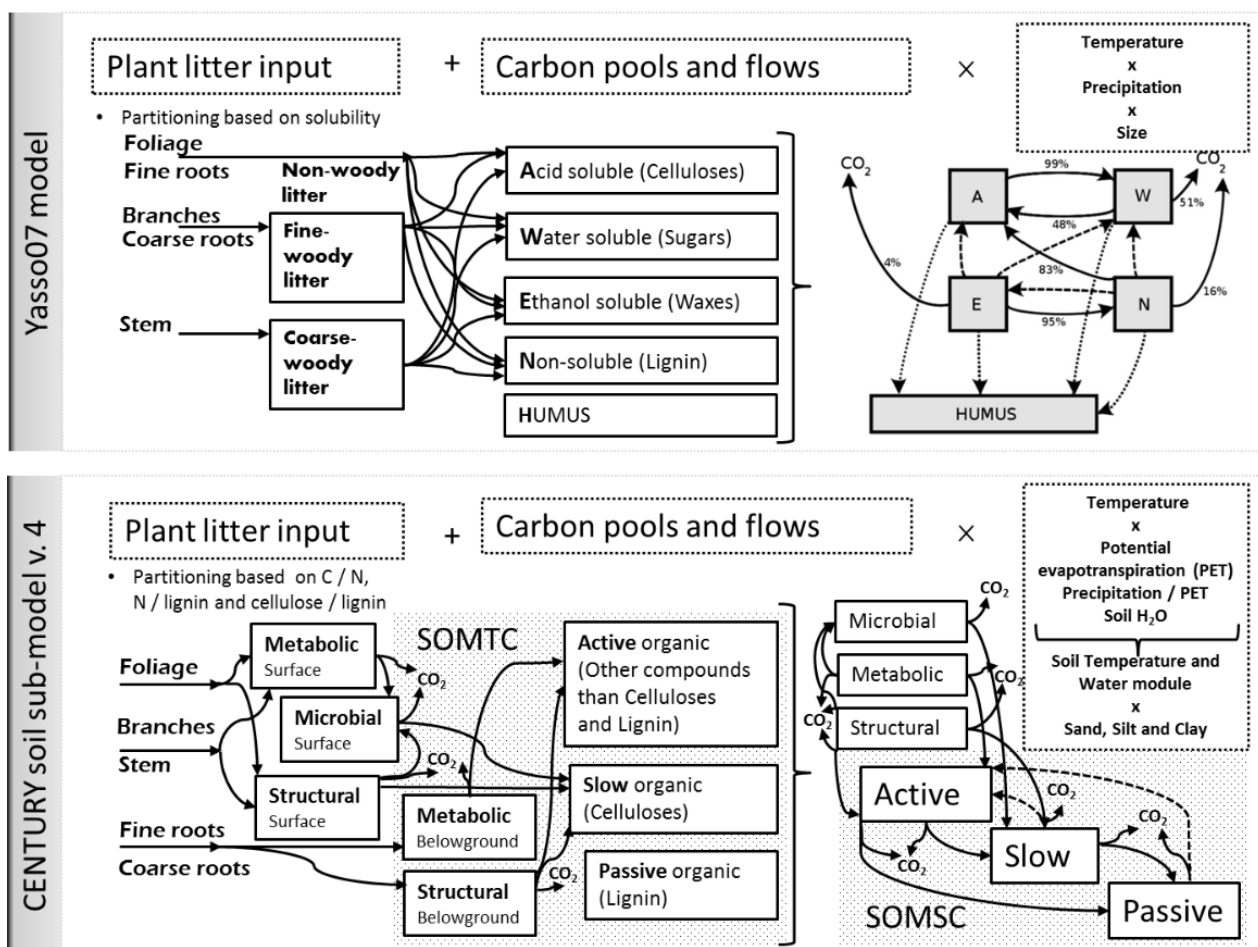 Yasso07 model
Plant litter input
+
Carbon pools and flows
×
Temperature
x
Precipitation
x
Size
• Partitioning based on solubility
Foliage
Fine roots
Branches
Coarse roots
Stem
Non-woody
litter
Fine-
woody
litter
Coarse-
woody
litter
Acid soluble (Celluloses)
Water soluble (Sugars)
Ethanol soluble (Waxes)
Non-soluble (Lignin)
HUMUS
CO2
CO2
A
W
E
N
99%
48%
51%
4%
83%
95%
16%
HUMUS
CENTURY soil sub-model v. 4
Plant litter input
+
Carbon pools and flows
×
Temperature
x
Potential
evapotranspiration (PET)
Precipitation / PET
Soil H2O
Soil Temperature and
Water module
x
Sand, Silt and Clay
• Partitioning based on C / N,
N / lignin and cellulose / lignin
Foliage
Branches
Stem
Fine roots
Coarse roots
Metabolic
Surface
CO2
Microbial
Surface
Structural
Surface
CO2
Metabolic
Belowground
Structural
Belowground
CO2
SOMTC
Active organic
(Other compounds
than Celluloses
and Lignin)
Slow organic
(Celluloses)
Passive organic
(Lignin)
Microbial
CO2
Metabolic
CO2
Structural
CO2
Active
CO2
Slow
CO2
CO2
Passive
SOMSC